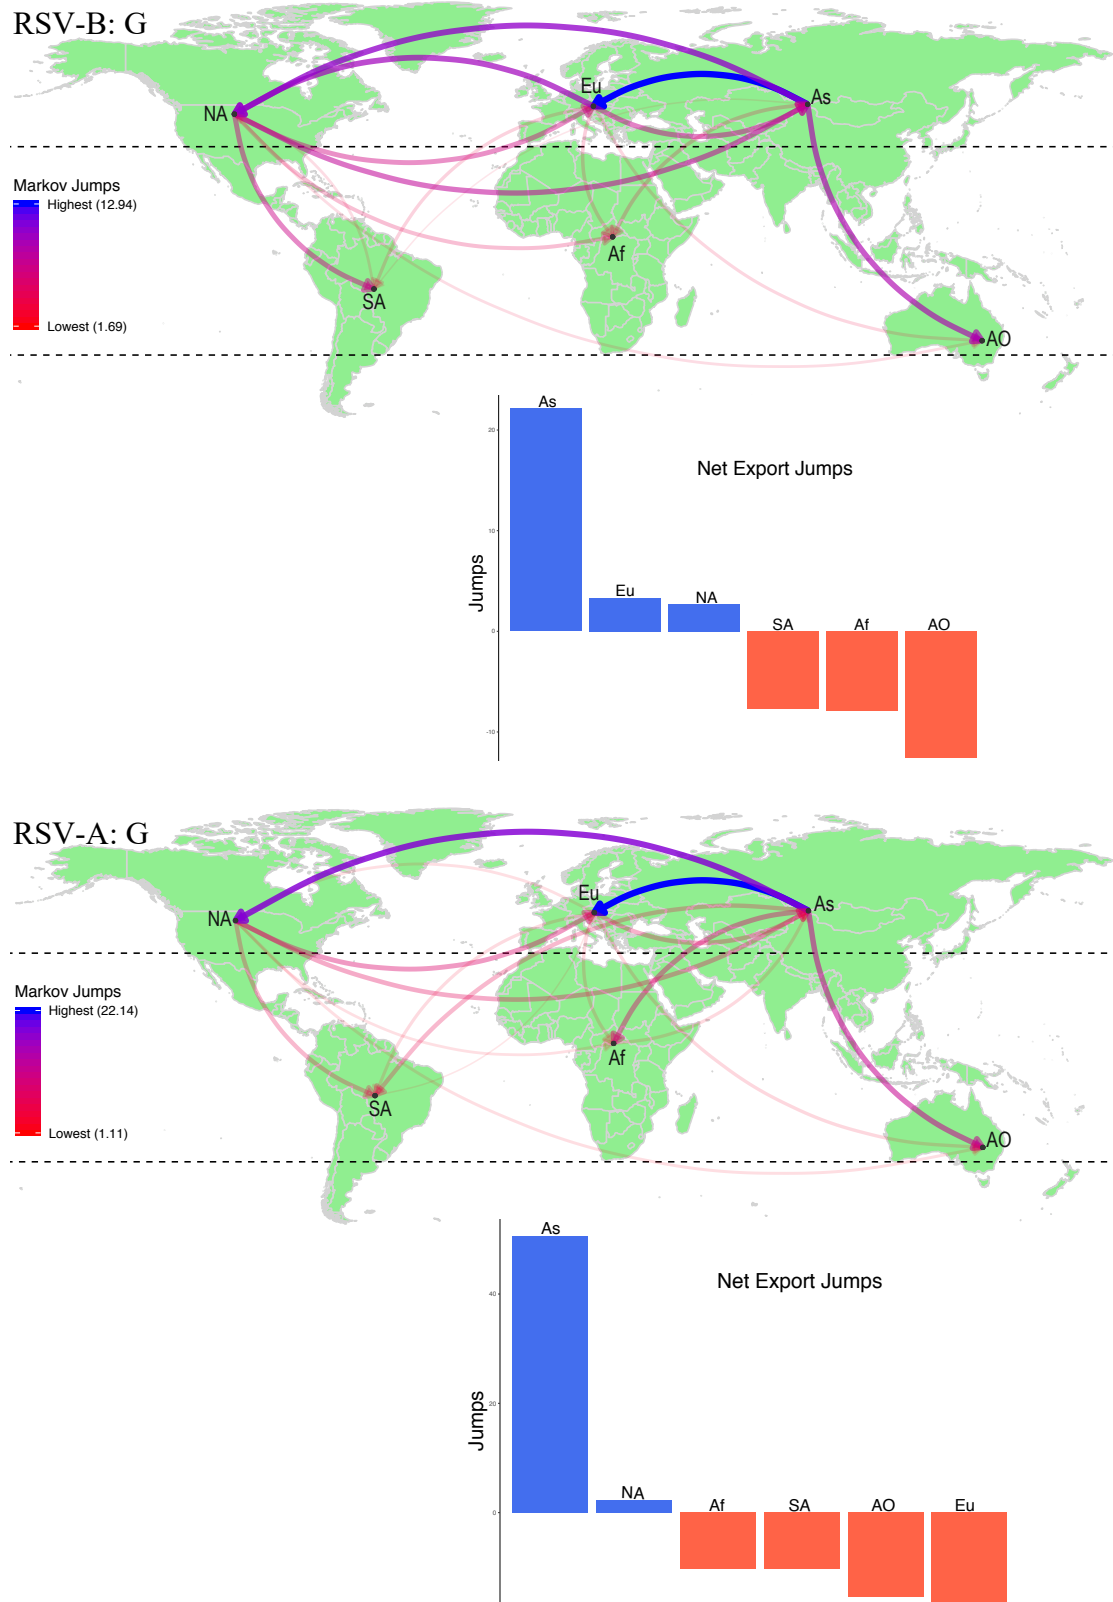 RSV-B: G
NA
Eu
As
Markov Jumps
Highest (12.94)
Lowest (1.69)
Af
SA
AO
As
20
Net Export Jumps
10
Jumps
Eu
NA
0
SA
Af
AO
-10
RSV-A: G
NA
Eu
As
Markov Jumps
Highest (22.14)
Lowest (1.11)
Af
SA
AO
As
Net Export Jumps
40
Jumps
20
NA
0
Af
SA
AO
Eu